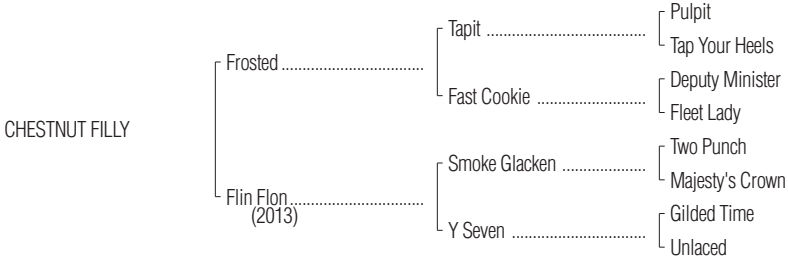 Pulpit
Tapit ........................................
Tap Your Heels
Frosted ....................................
Deputy Minister
Fast Cookie ...........................
Fleet Lady
CHESTNUT FILLY
Two Punch
Smoke Glacken .....................
Majesty's Crown
Flin Flon..................................
(2013)
Gilded Time
Y Seven .................................
Unlaced